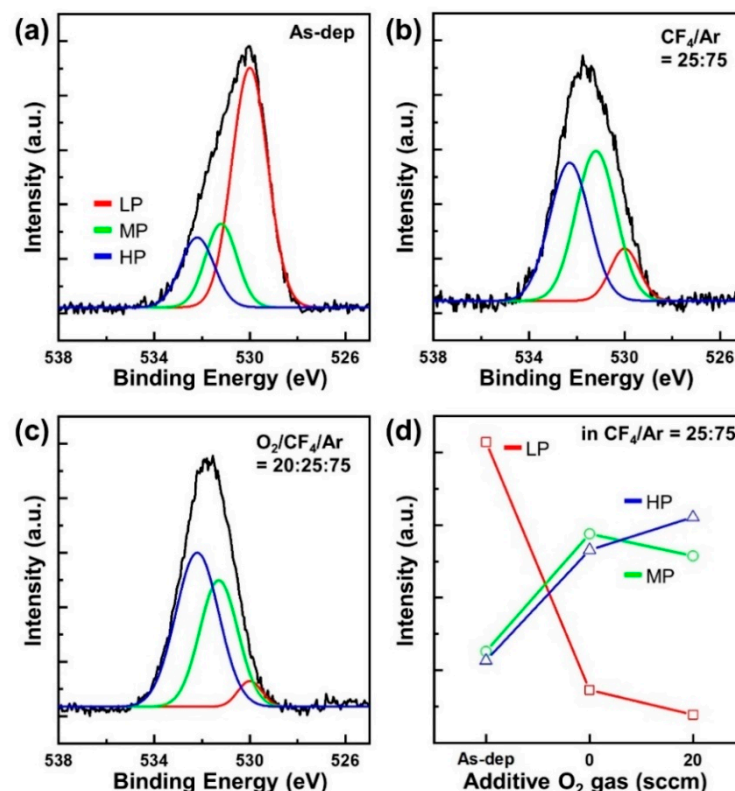 (a)
As-dep
Intensity (a.u.)
LP
MP
HP
538 534 530 526
Binding Energy (eV)
(b)
CF₄/Ar
= 25:75
Intensity (a.u.)
538 534 530 526
Binding Energy (eV)
(c)
O₂/CF₄/Ar
= 20:25:75
Intensity (a.u.)
538 534 530 526
Binding Energy (eV)
(d)
in CF₄/Ar = 25:75
LP
HP
MP
Intensity (a.u.)
As-dep 0 20
Additive O₂ gas (sccm)